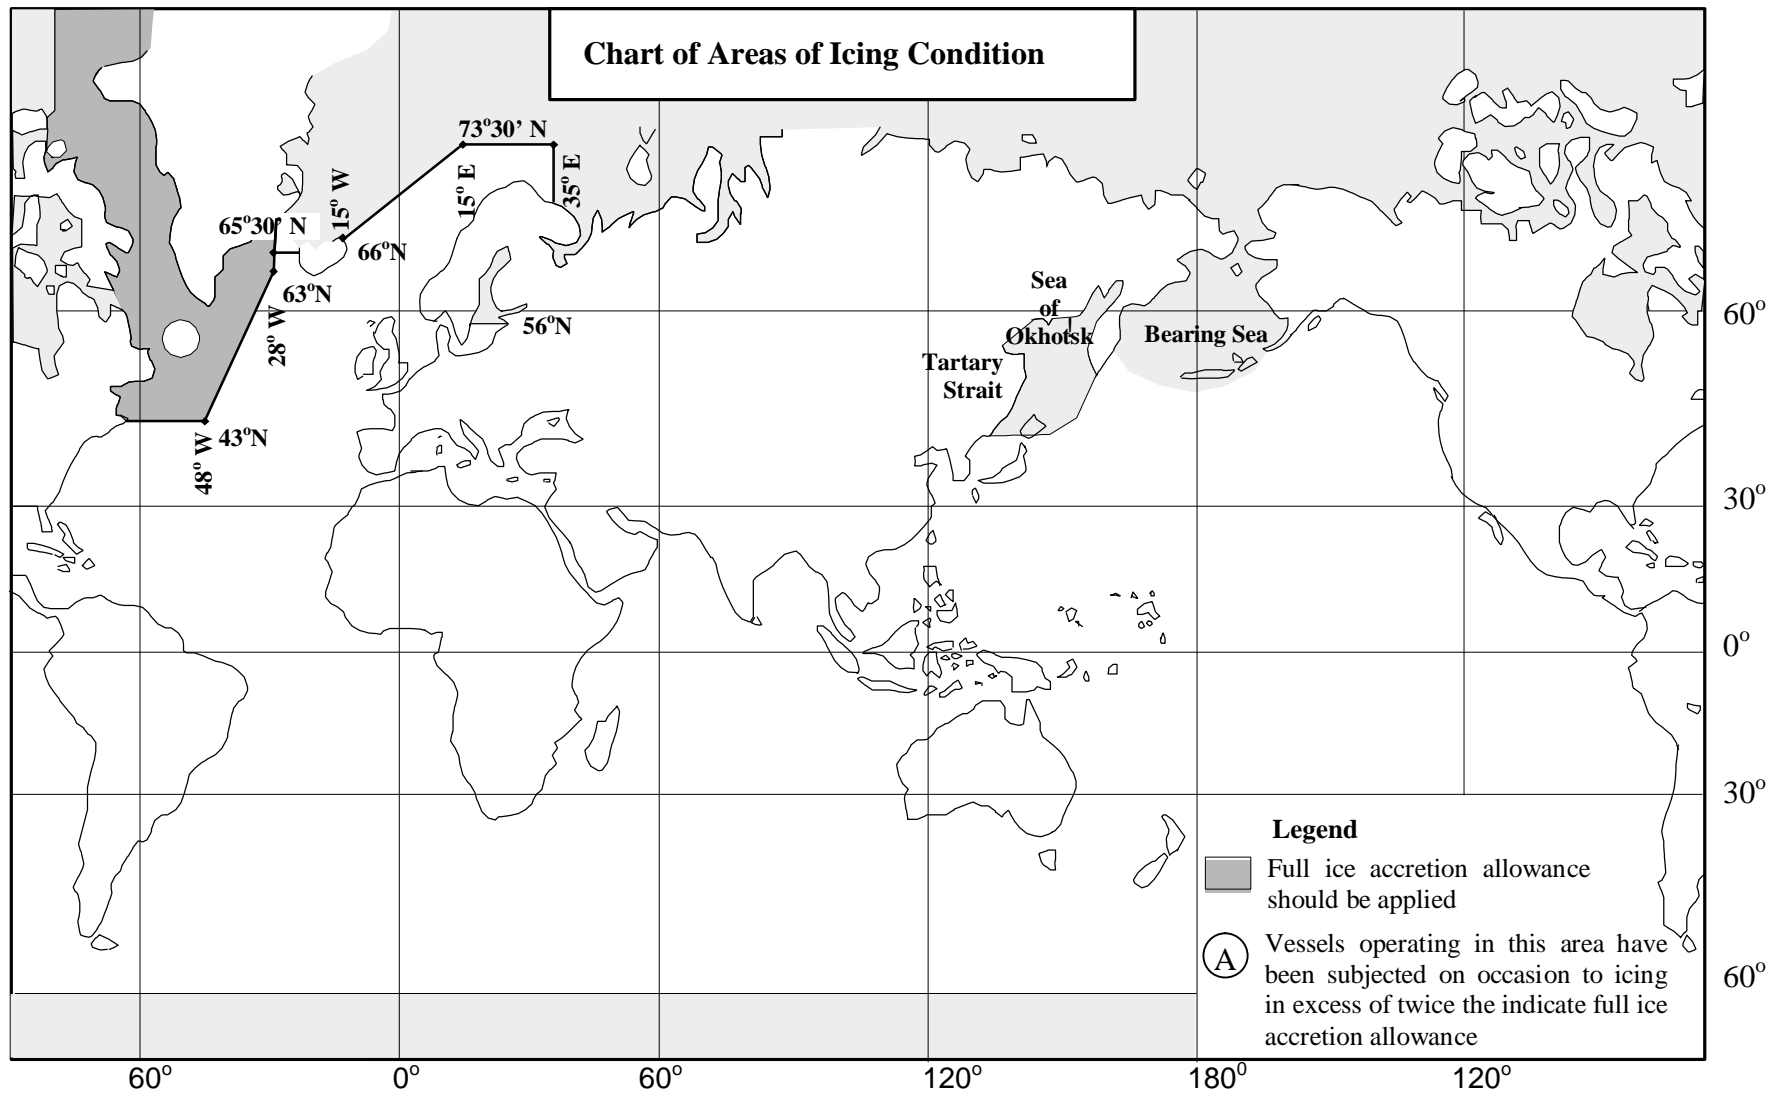 Chart of Areas of Icing Condition
73°30' N
15° W
15° E
35° E
65°30' N
66°N
63°N
28° W
56°N
43°N
48° W
Sea
of
Okhotsk
Bearing Sea
Tartary
Strait
60°
30°
0°
30°
60°
Legend
Full ice accretion allowance
should be applied
A
Vessels operating in this area have
been subjected on occasion to icing
in excess of twice the indicate full ice
accretion allowance
60°
0°
60°
120°
180°
120°